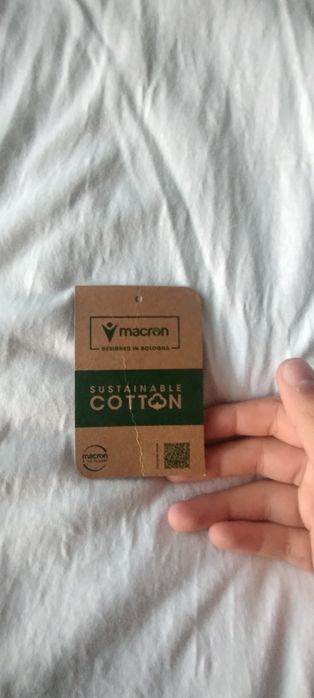 macron
DESIGNED IN BOLOGNA
SUSTAINABLE
COTTON
macron